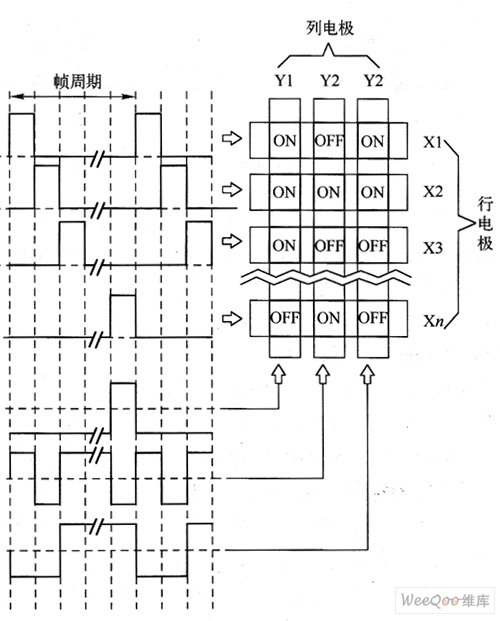 列电极
帧周期
Y1 Y2 Y2
ON OFF ON X1
ON ON ON X2
ON OFF OFF X3
OFF ON OFF Xn
行电极
WeeQoo维库